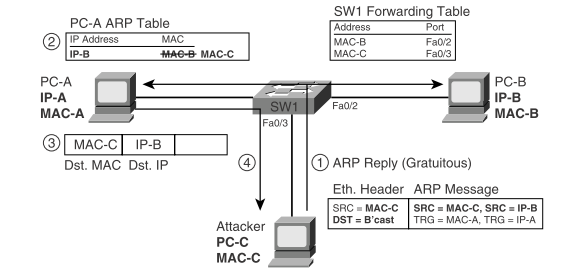 PC-A ARP Table
2
IP Address MAC
IP-B MAC-B MAC-C
SW1 Forwarding Table
Address Port
MAC-B Fa0/2
MAC-C Fa0/3
PC-A
IP-A
MAC-A
SW1
Fa0/2
Fa0/3
PC-B
IP-B
MAC-B
3
MAC-C IP-B
Dst. MAC Dst. IP
4
1 ARP Reply (Gratuitous)
Eth. Header ARP Message
SRC = MAC-C SRC = MAC-C, SRC = IP-B
DST = B'cast TRG = MAC-A, TRG = IP-A
Attacker
PC-C
MAC-C